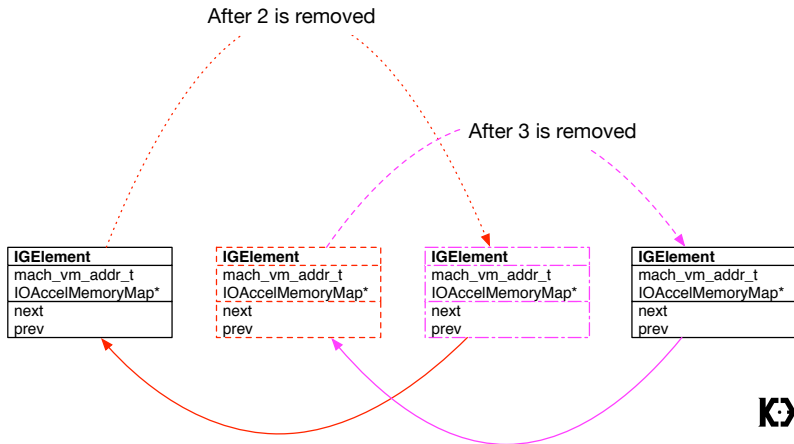 After 2 is removed
After 3 is removed
IGElement
mach_vm_addr_t
IOAccelMemoryMap*
next
prev
IGElement
mach_vm_addr_t
IOAccelMemoryMap*
next
prev
IGElement
mach_vm_addr_t
IOAccelMemoryMap*
next
prev
IGElement
mach_vm_addr_t
IOAccelMemoryMap*
next
prev